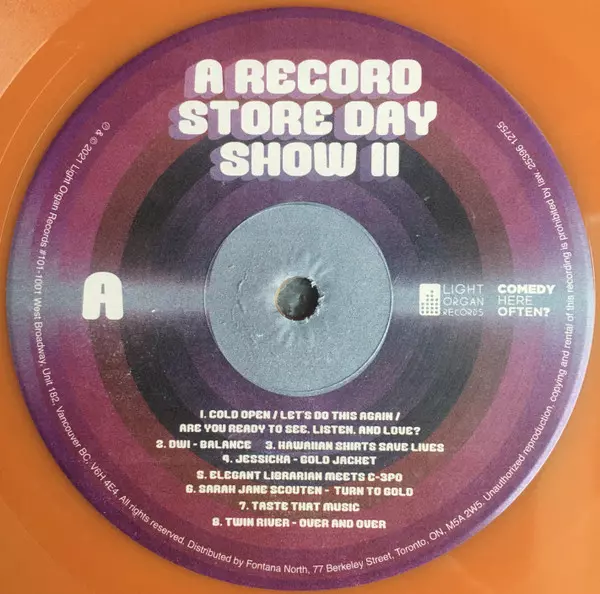 A RECORD
STORE DAY
SHOW II
A
LIGHT
ORGAN
RECORDS
COMEDY
HERE
OFTEN?
1. COLD OPEN / LET'S DO THIS AGAIN /
ARE YOU READY TO SEE, LISTEN, AND LOVE?
2. DWI - BALANCE 3. HAWAIIAN SHIRTS SAVE LIVES
4. JESSICKA - GOLD JACKET
5. ELEGANT LIBRARIAN MEETS C-3PO
6. SARAH JANE SCOUTEN - TURN TO GOLD
7. TASTE THAT MUSIC
8. TWIN RIVER - OVER AND OVER
℗ & © 2021 Light Organ Records #101-1001 West Broadway, Unit 182, Vancouver BC, V6H 4E4. All rights reserved. Distributed by Fontana North, 77 Berkeley Street, Toronto, ON, M5A 2W5. Unauthorized reproduction, copying and rental of this recording is prohibited by law. 25396 12755